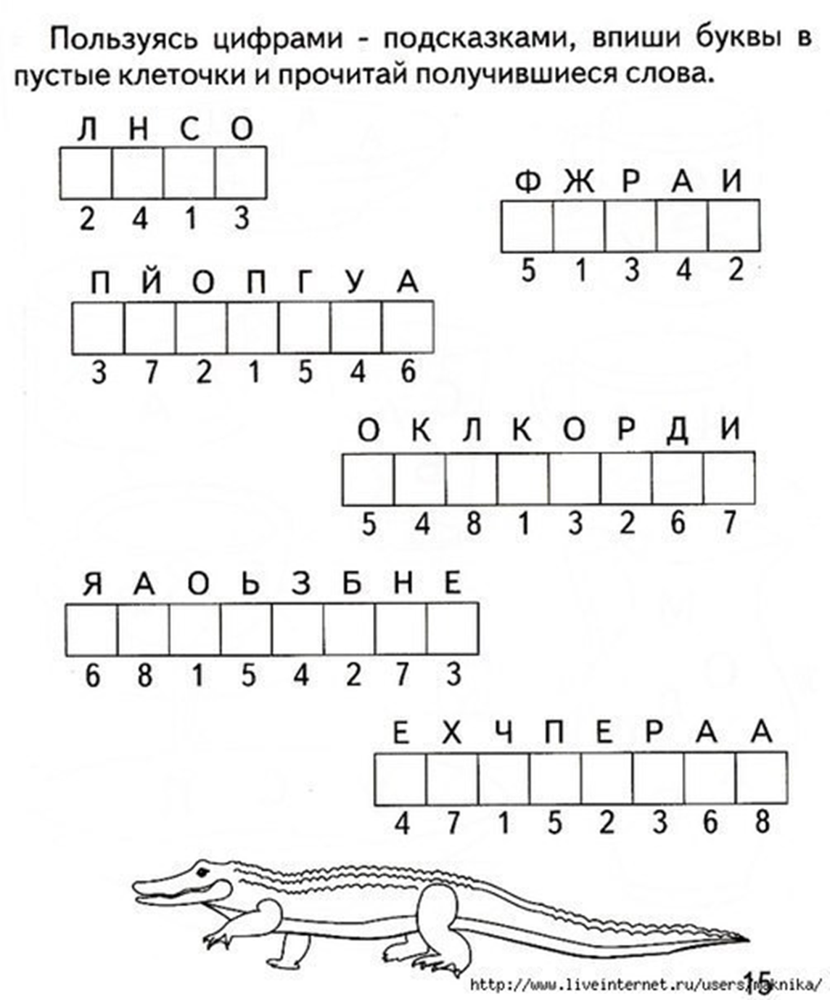 Пользуясь цифрами - подсказками, впиши буквы в
пустые клеточки и прочитай получившиеся слова.
Л Н С О
2 4 1 3
Ф Ж Р А И
5 1 3 4 2
П Й О П Г У А
3 7 2 1 5 4 6
О К Л К О Р Д И
5 4 8 1 3 2 6 7
Я А О Ь З Б Н Е
6 8 1 5 4 2 7 3
Е Х Ч П Е Р А А
4 7 1 5 2 3 6 8
15
http://www.liveinternet.ru/users/maknika/